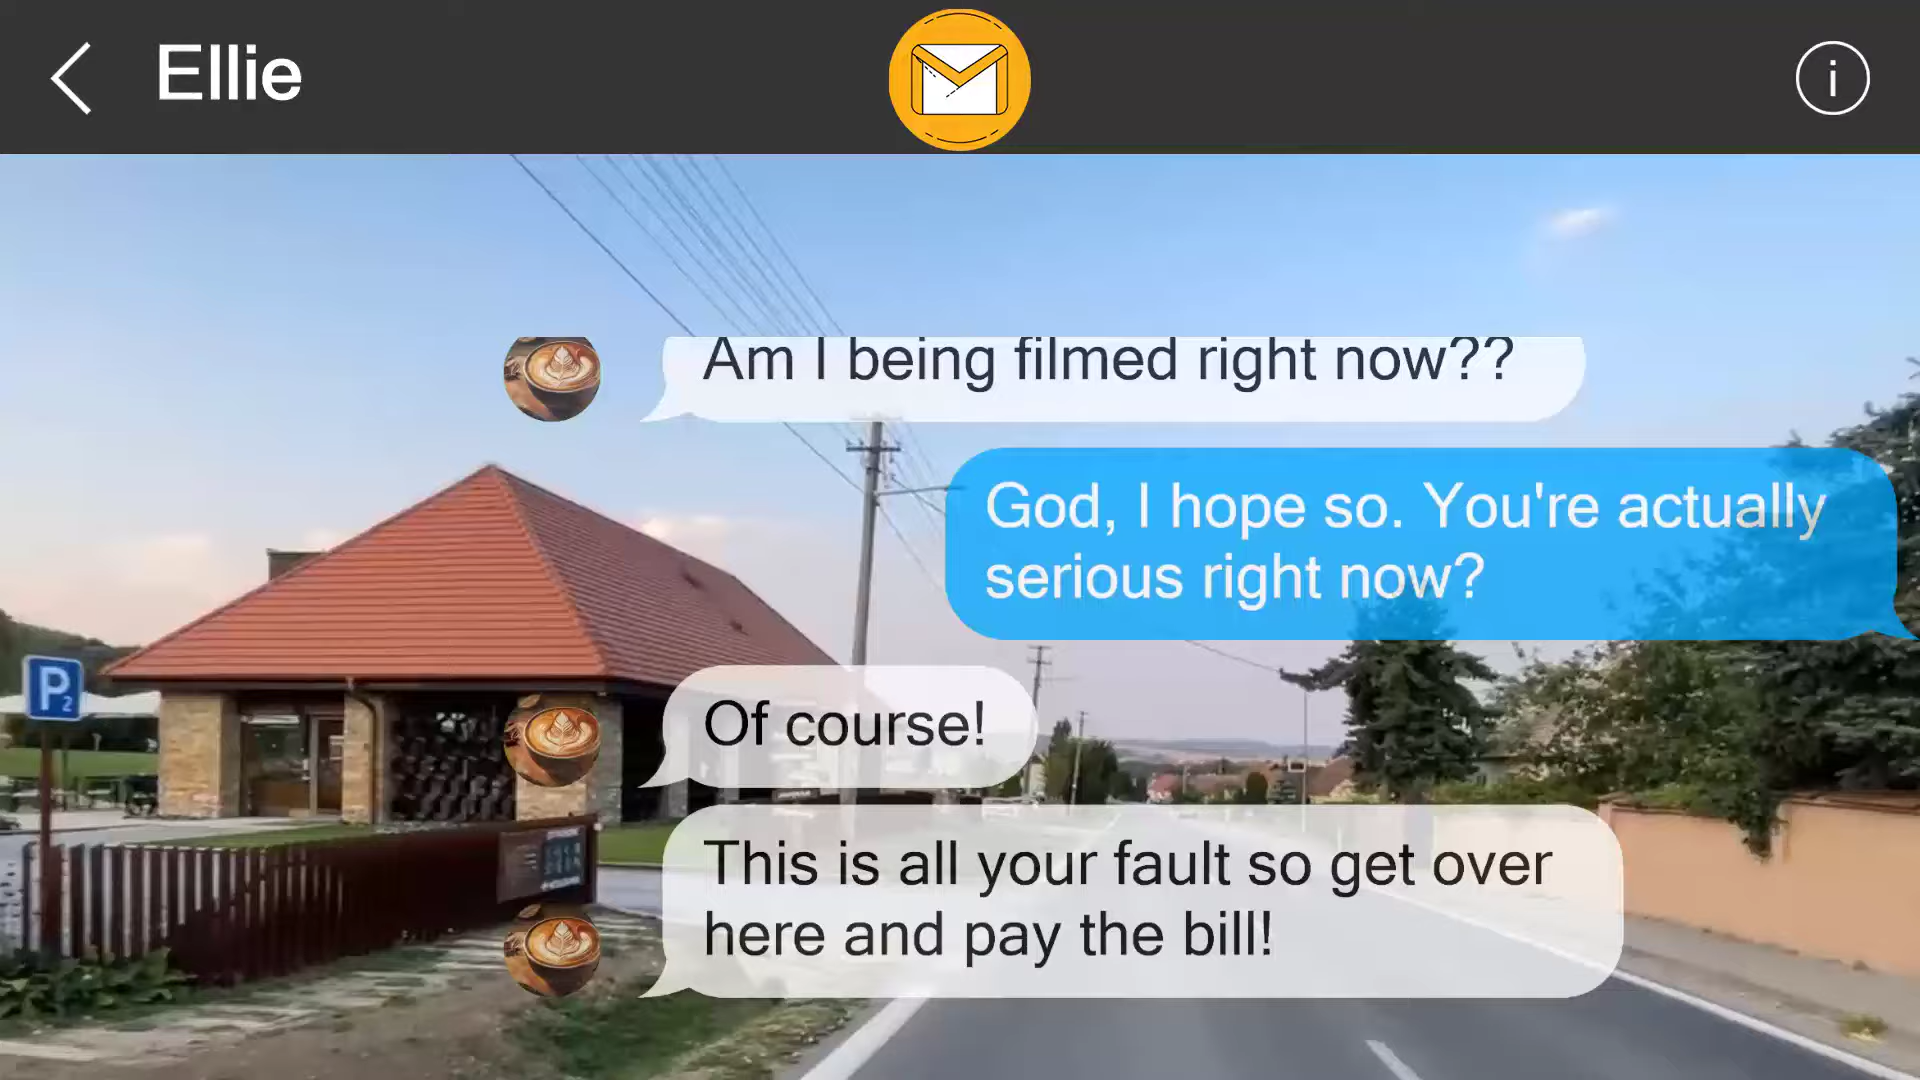 Ellie
i
Am I being filmed right now??
God, I hope so. You're actually
serious right now?
Of course!
This is all your fault so get over
here and pay the bill!
P2